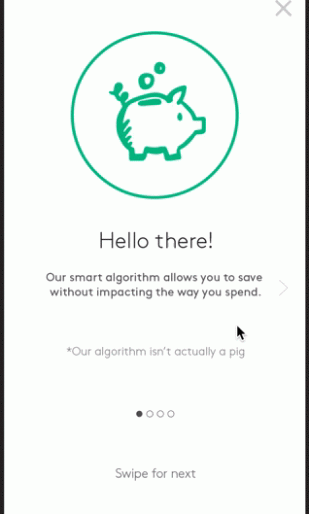 Hello there!
Our smart algorithm allows you to save
without impacting the way you spend.
*Our algorithm isn't actually a pig
Swipe for next